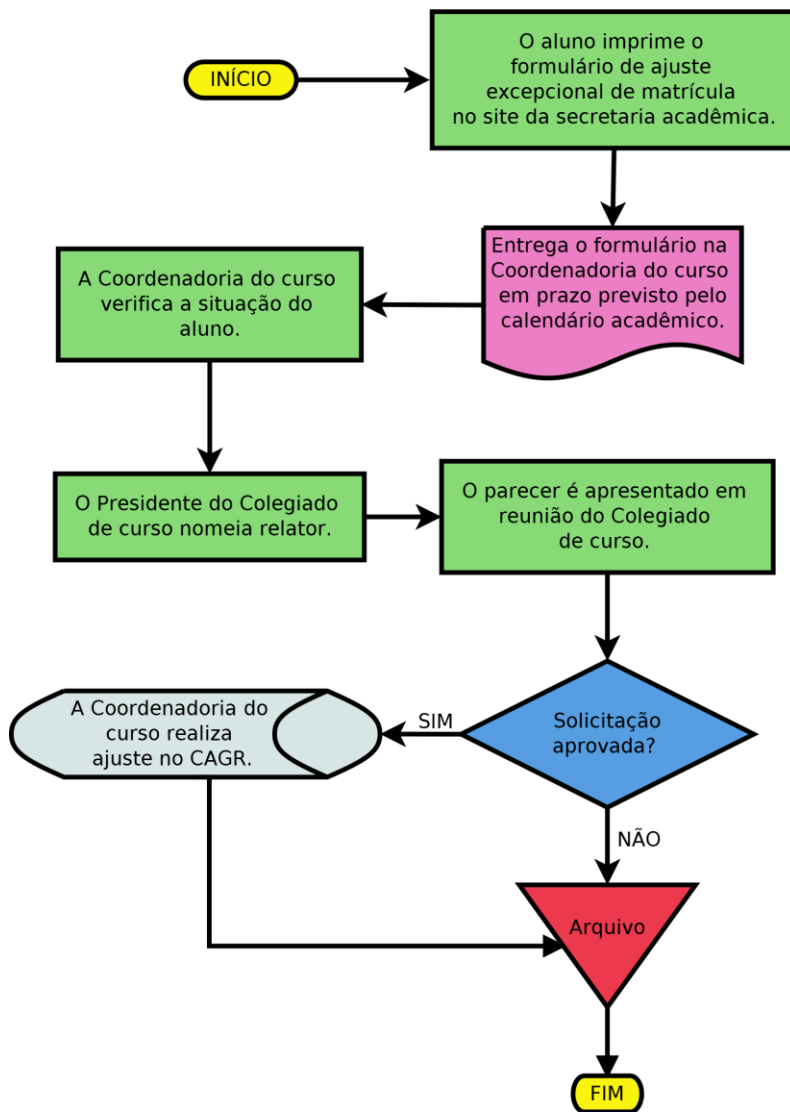 INÍCIO
O aluno imprime o
formulário de ajuste
excepcional de matrícula
no site da secretaria acadêmica.
Entrega o formulário na
Coordenadoria do curso
em prazo previsto pelo
calendário acadêmico.
A Coordenadoria do curso
verifica a situação do
aluno.
O Presidente do Colegiado
de curso nomeia relator.
O parecer é apresentado em
reunião do Colegiado
de curso.
Solicitação
aprovada?
SIM
A Coordenadoria do
curso realiza
ajuste no CAGR.
NÃO
Arquivo
FIM